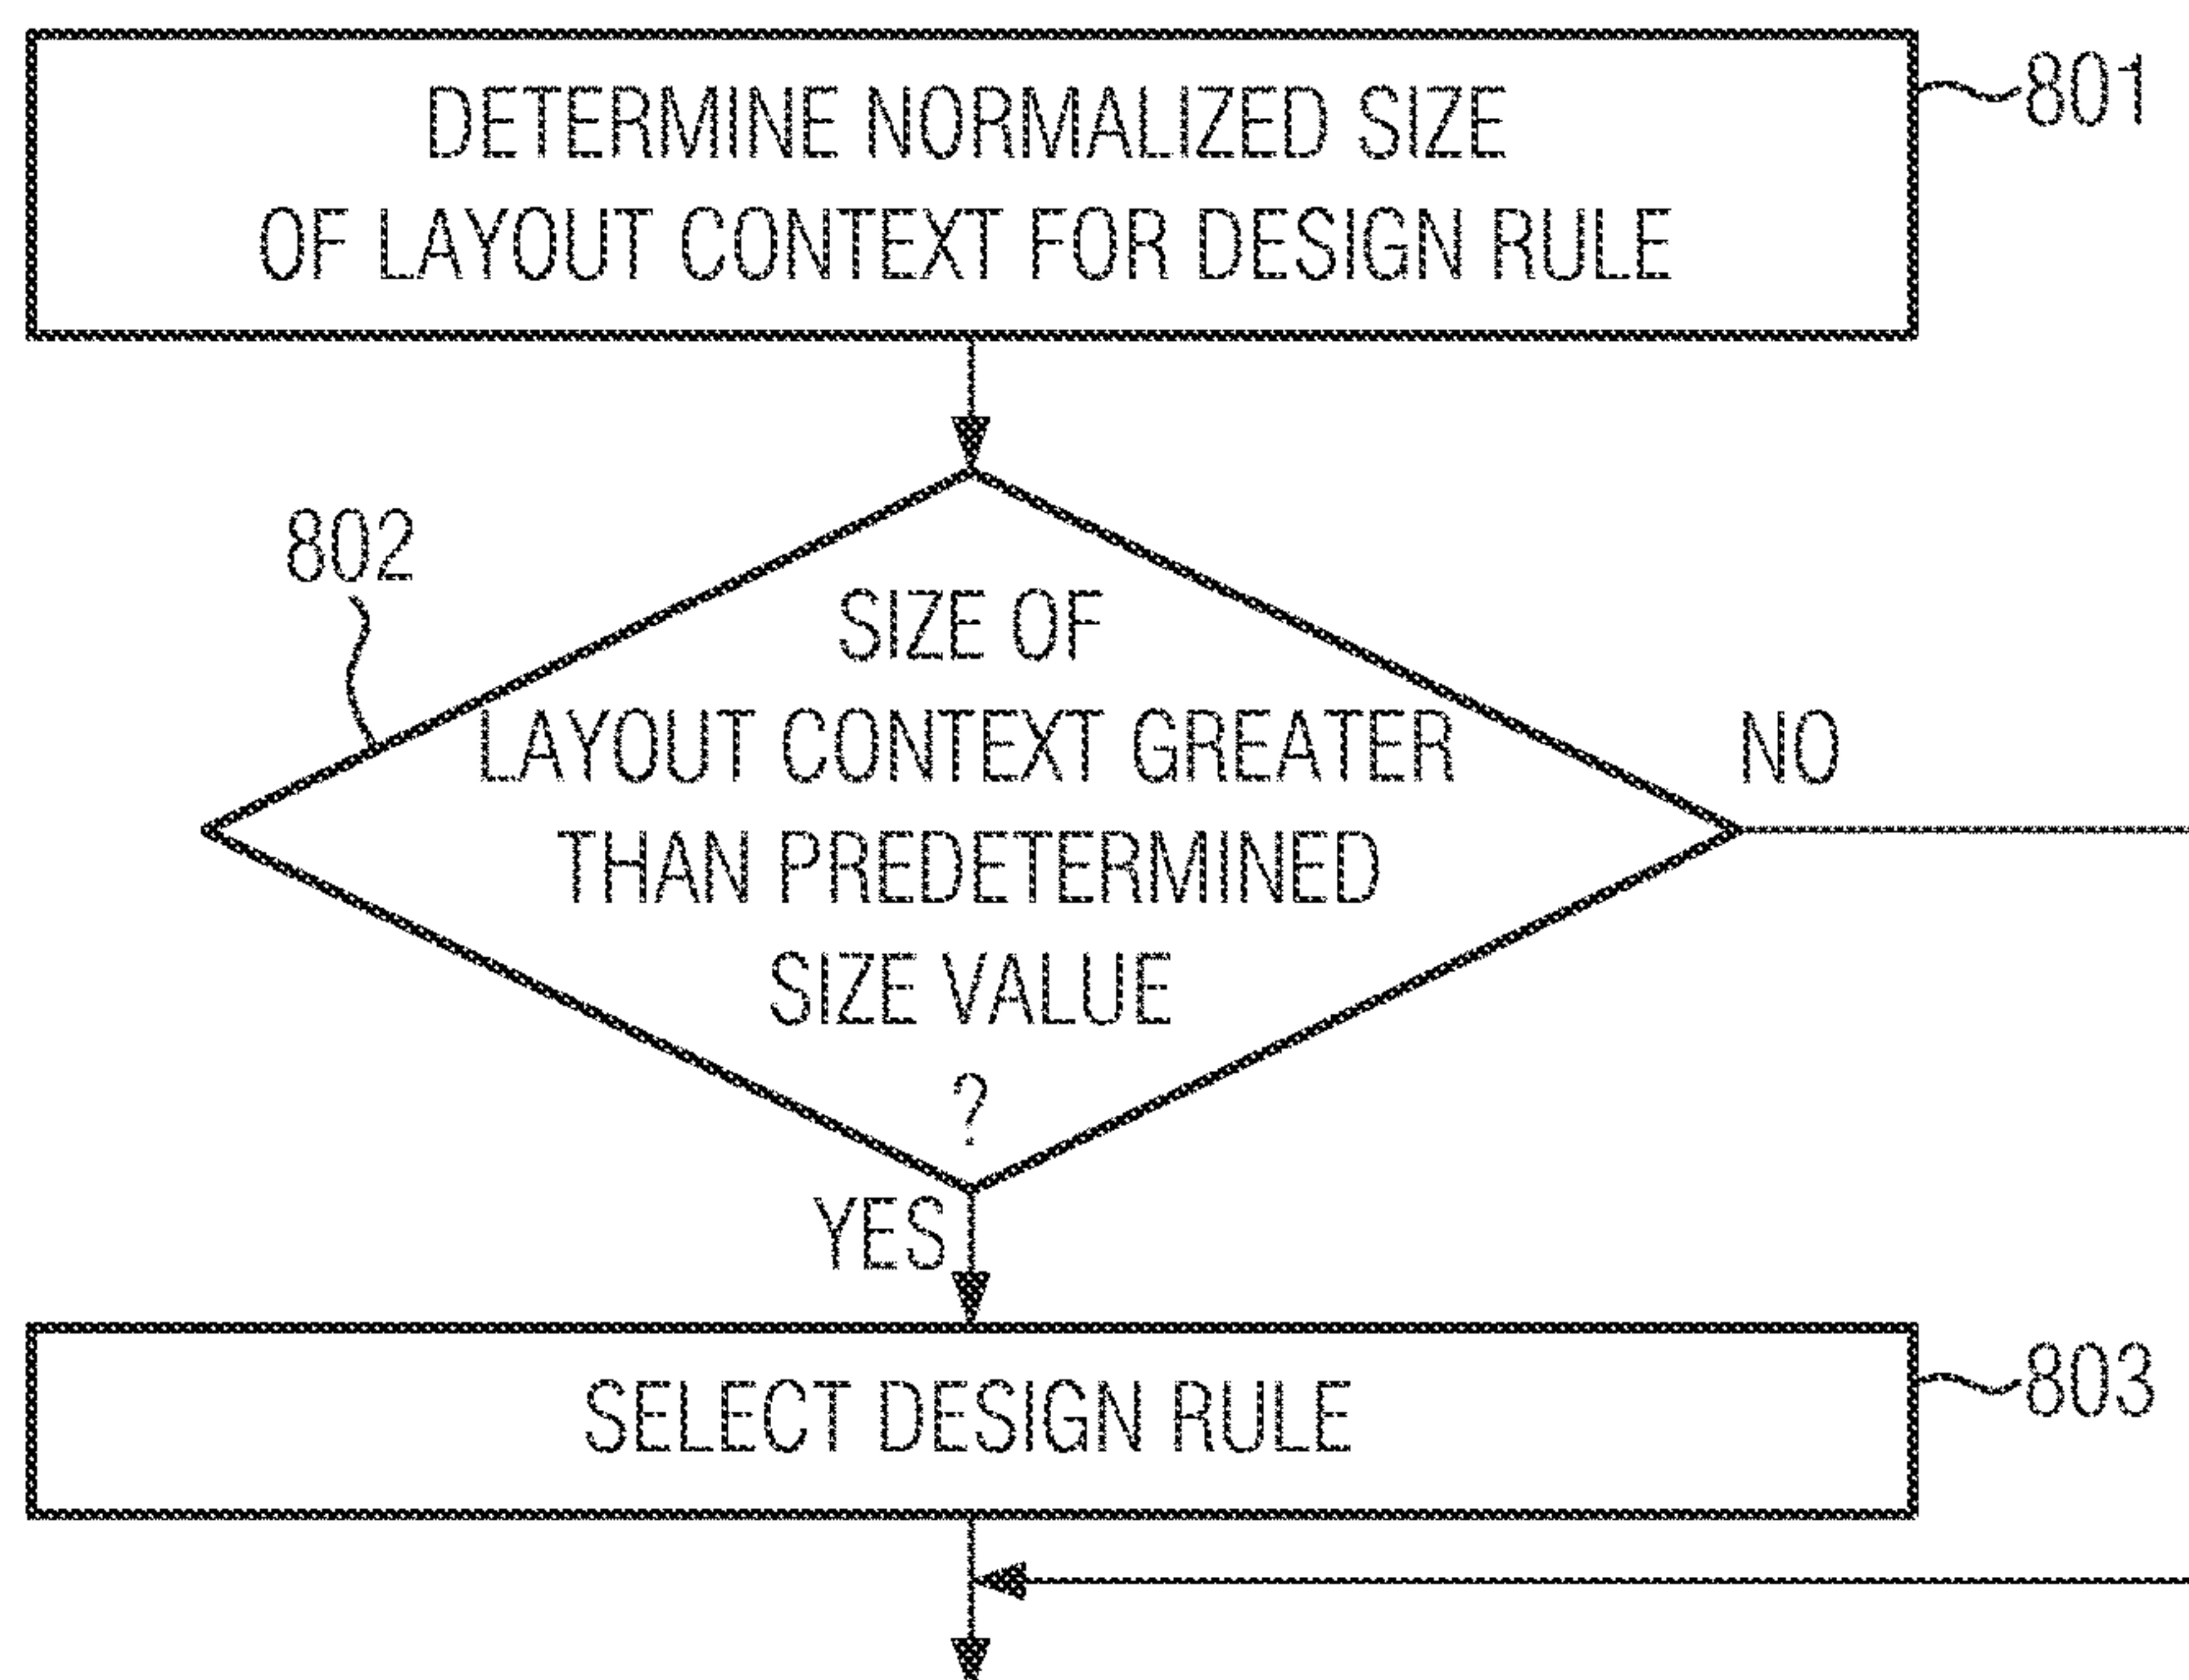 DETERMINE NORMALIZED SIZE
OF LAYOUT CONTEXT FOR DESIGN RULE
801
802
SIZE OF
LAYOUT CONTEXT GREATER
THAN PREDETERMINED
SIZE VALUE
?
NO
YES
SELECT DESIGN RULE
803